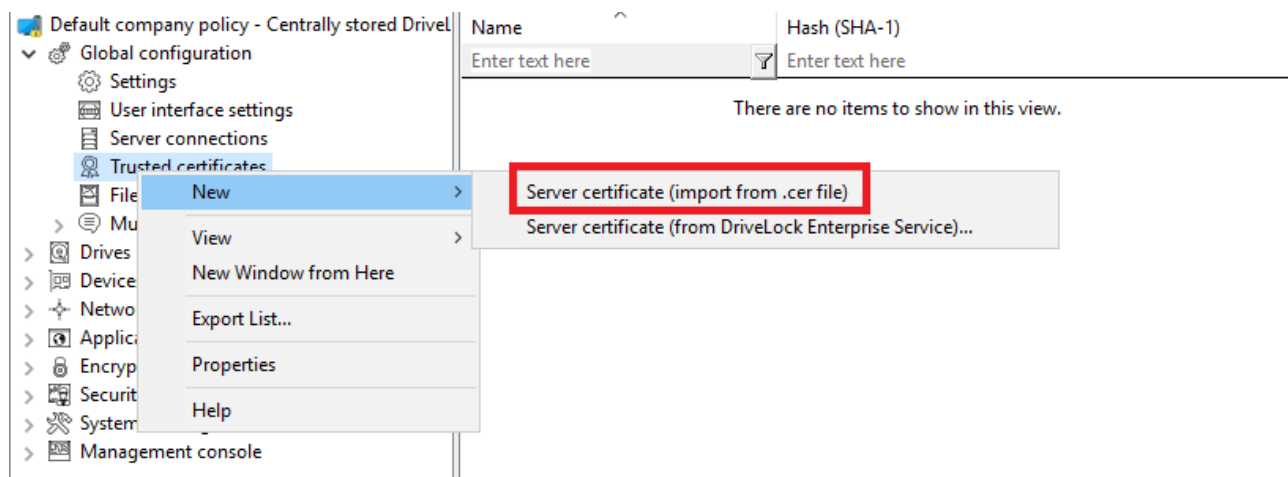 Default company policy - Centrally stored DriveL
Global configuration
Settings
User interface settings
Server connections
Trusted certificates
File
Mu
Drives
Device
Netwo
Applica
Encryp
Securit
System
Management console
New
View
New Window from Here
Export List...
Properties
Help
Server certificate (import from .cer file)
Server certificate (from DriveLock Enterprise Service)...
Name Hash (SHA-1)
Enter text here Enter text here
There are no items to show in this view.